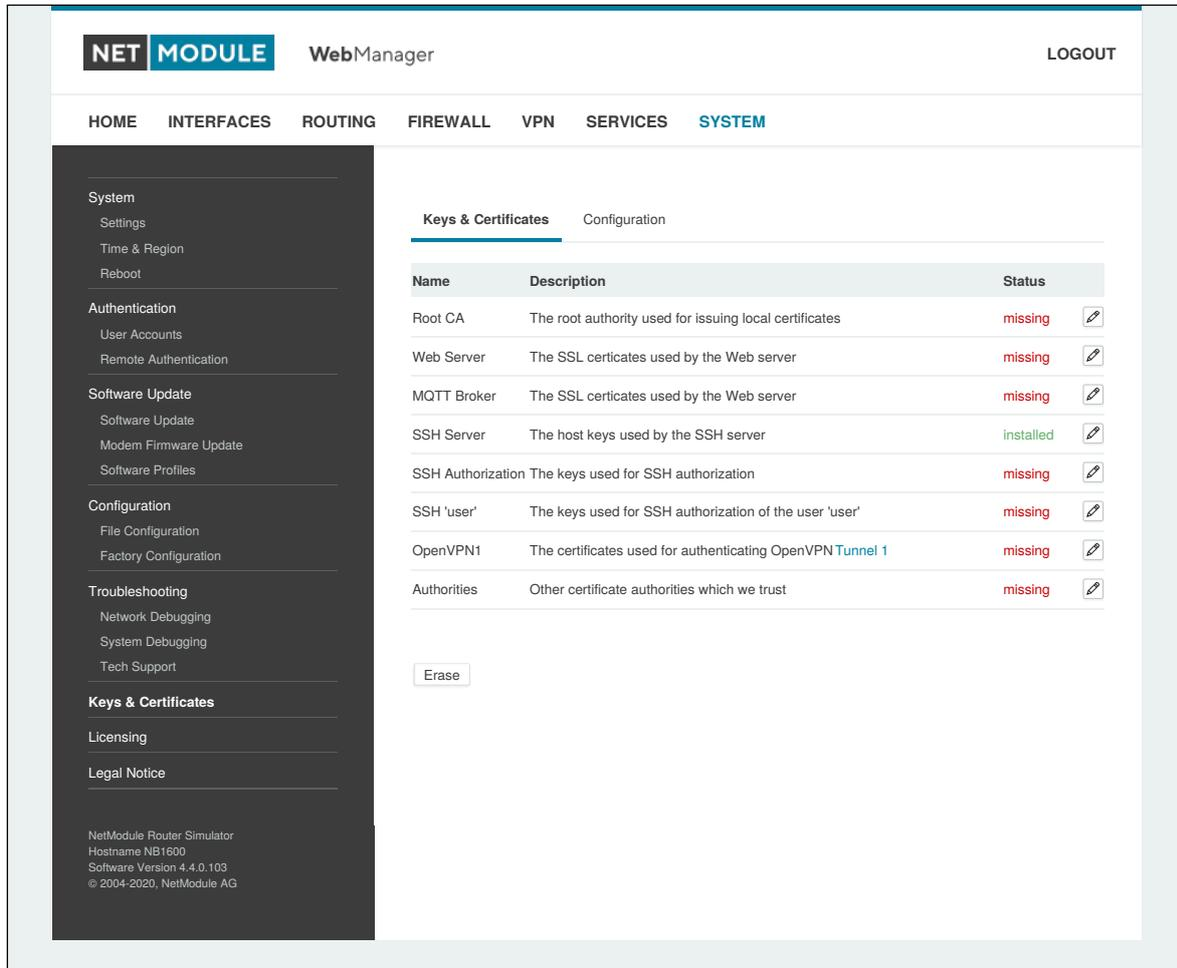 NET MODULE WebManager LOGOUT
HOME INTERFACES ROUTING FIREWALL VPN SERVICES SYSTEM
System
Settings
Time & Region
Reboot
Authentication
User Accounts
Remote Authentication
Software Update
Software Update
Modem Firmware Update
Software Profiles
Configuration
File Configuration
Factory Configuration
Troubleshooting
Network Debugging
System Debugging
Tech Support
Keys & Certificates
Licensing
Legal Notice
NetModule Router Simulator
Hostname NB1600
Software Version 4.4.0.103
© 2004-2020, NetModule AG
Keys & Certificates Configuration
Name Description Status
Root CA The root authority used for issuing local certificates missing
Web Server The SSL certicates used by the Web server missing
MQTT Broker The SSL certicates used by the Web server missing
SSH Server The host keys used by the SSH server installed
SSH Authorization The keys used for SSH authorization missing
SSH 'user' The keys used for SSH authorization of the user 'user' missing
OpenVPN1 The certificates used for authenticating OpenVPN Tunnel 1 missing
Authorities Other certificate authorities which we trust missing
Erase